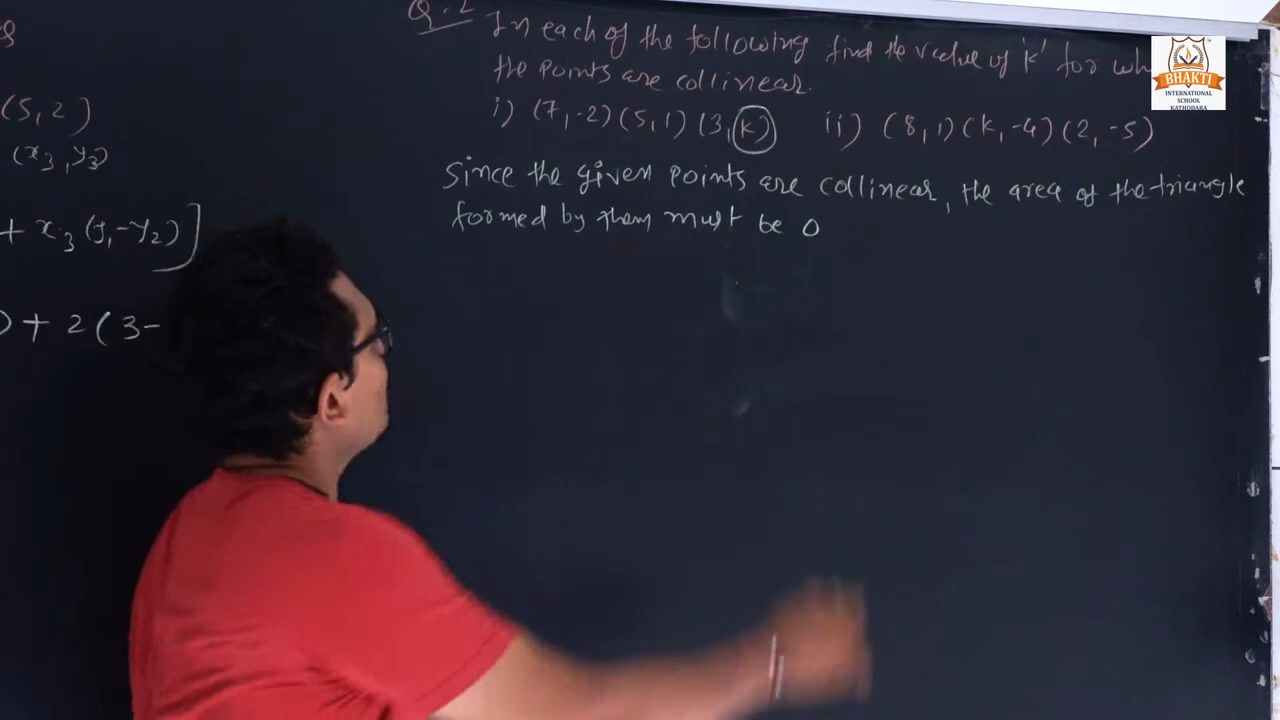 (5, 2)
(x₃, y₃)
+ x₃ (y₁-y₂)]
) + 2 ( 3-
Q.2 In each of the following find the value of 'k' for wh
the points are collinear.
i) (7, -2) (5, 1) (3, k) ii) (8, 1) (k, -4) (2, -5)
Since the given points are collinear, the area of the triangle
formed by them must be 0
BHAKTI
INTERNATIONAL
SCHOOL
KATHODARA